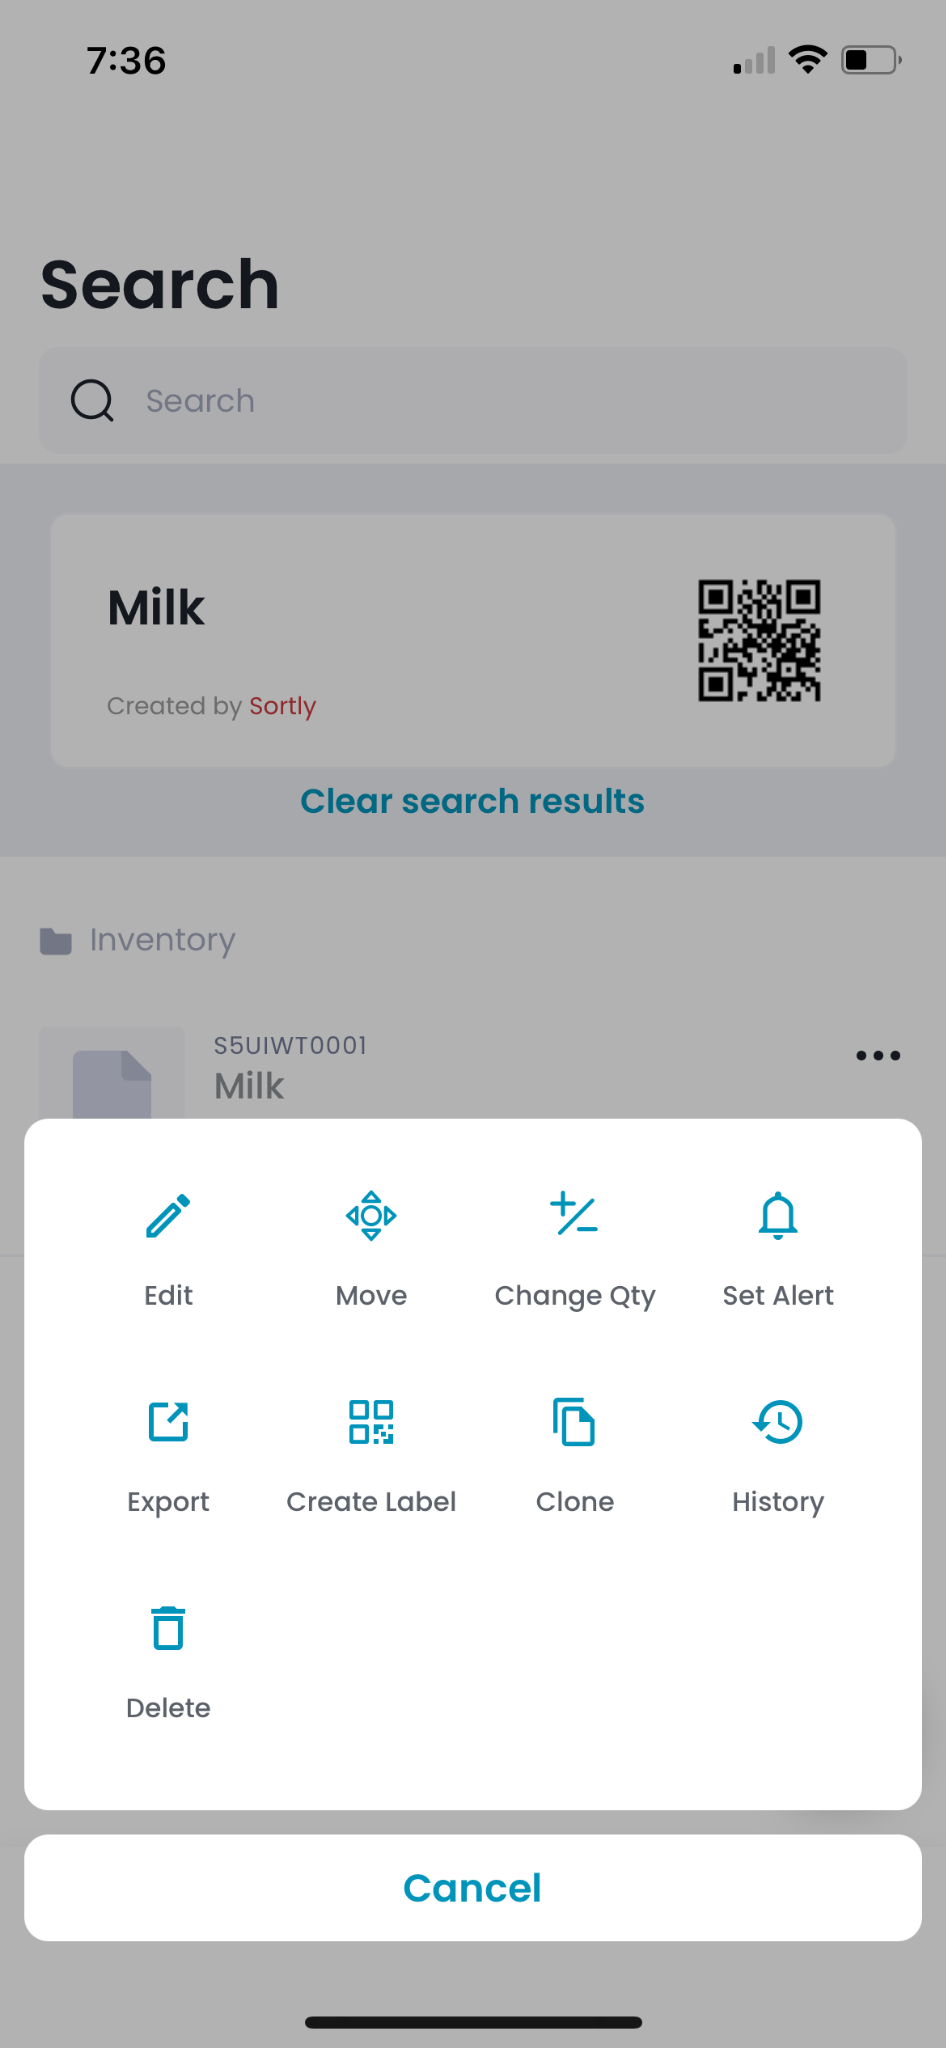 7:36
Search
Search
Milk
Created by Sortly
Clear search results
Inventory
S5UIWT0001
Milk
Edit
Move
Change Qty
Set Alert
Export
Create Label
Clone
History
Delete
Cancel